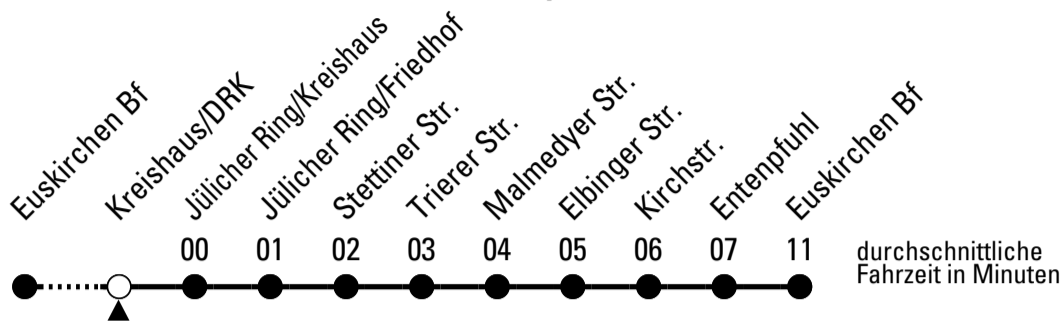 Euskirchen Bf
Kreishaus/DRK
Jülicher Ring/Kreishaus
Jülicher Ring/Friedhof
Stettiner Str.
Trierer Str.
Malmedyer Str.
Elbinger Str.
Kirchstr.
Entenpfuhl
Euskirchen Bf
00 01 02 03 04 05 06 07 11
durchschnittliche
Fahrzeit in Minuten